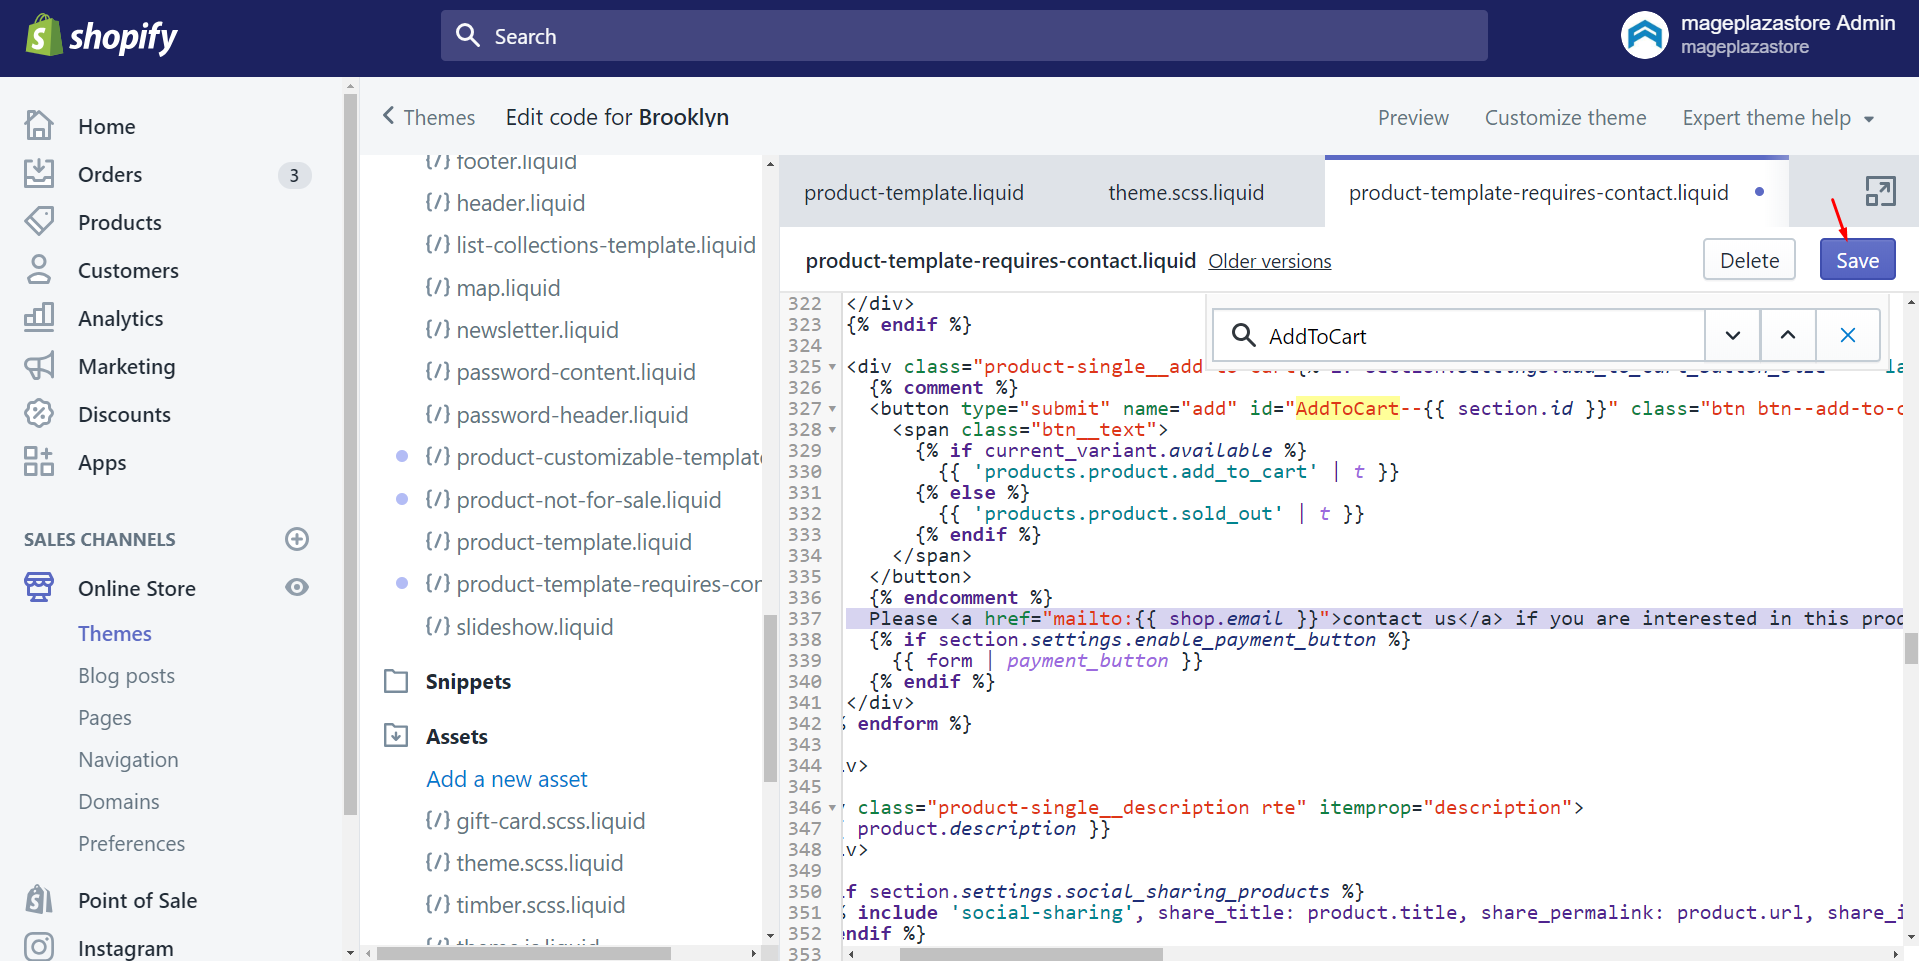 shopify
Search
mageplazastore Admin
mageplazastore
Home
Orders
3
Products
Customers
Analytics
Marketing
Discounts
Apps
SALES CHANNELS
Online Store
Themes
Blog posts
Pages
Navigation
Domains
Preferences
Point of Sale
Instagram
Themes
Edit code for Brooklyn
Preview
Customize theme
Expert theme help
{/} footer.liquid
{/} header.liquid
{/} list-collections-template.liquid
{/} map.liquid
{/} newsletter.liquid
{/} password-content.liquid
{/} password-header.liquid
{/} product-customizable-template
{/} product-not-for-sale.liquid
{/} product-template.liquid
{/} product-template-requires-con
{/} slideshow.liquid
Snippets
Assets
Add a new asset
{/} gift-card.scss.liquid
{/} theme.scss.liquid
{/} timber.scss.liquid
product-template.liquid
theme.scss.liquid
product-template-requires-contact.liquid
product-template-requires-contact.liquid Older versions
Delete
Save
AddToCart
322 </div>
323 {% endif %}
324
325 <div class="product-single__add
326 {% comment %}
327 <button type="submit" name="add" id="AddToCart--{{ section.id }}" class="btn btn--add-to-c
328 <span class="btn__text">
329 {% if current_variant.available %}
330 {{ 'products.product.add_to_cart' | t }}
331 {% else %}
332 {{ 'products.product.sold_out' | t }}
333 {% endif %}
334 </span>
335 </button>
336 {% endcomment %}
337 Please <a href="mailto:{{ shop.email }}">contact us</a> if you are interested in this prod
338 {% if section.settings.enable_payment_button %}
339 {{ form | payment_button }}
340 {% endif %}
341 </div>
342 % endform %}
343
344 .v>
345
346 class="product-single__description rte" itemprop="description">
347 product.description }}
348 .v>
349
350 f section.settings.social_sharing_products %}
351 % include 'social-sharing', share_title: product.title, share_permalink: product.url, share_i
352 endif %}
353